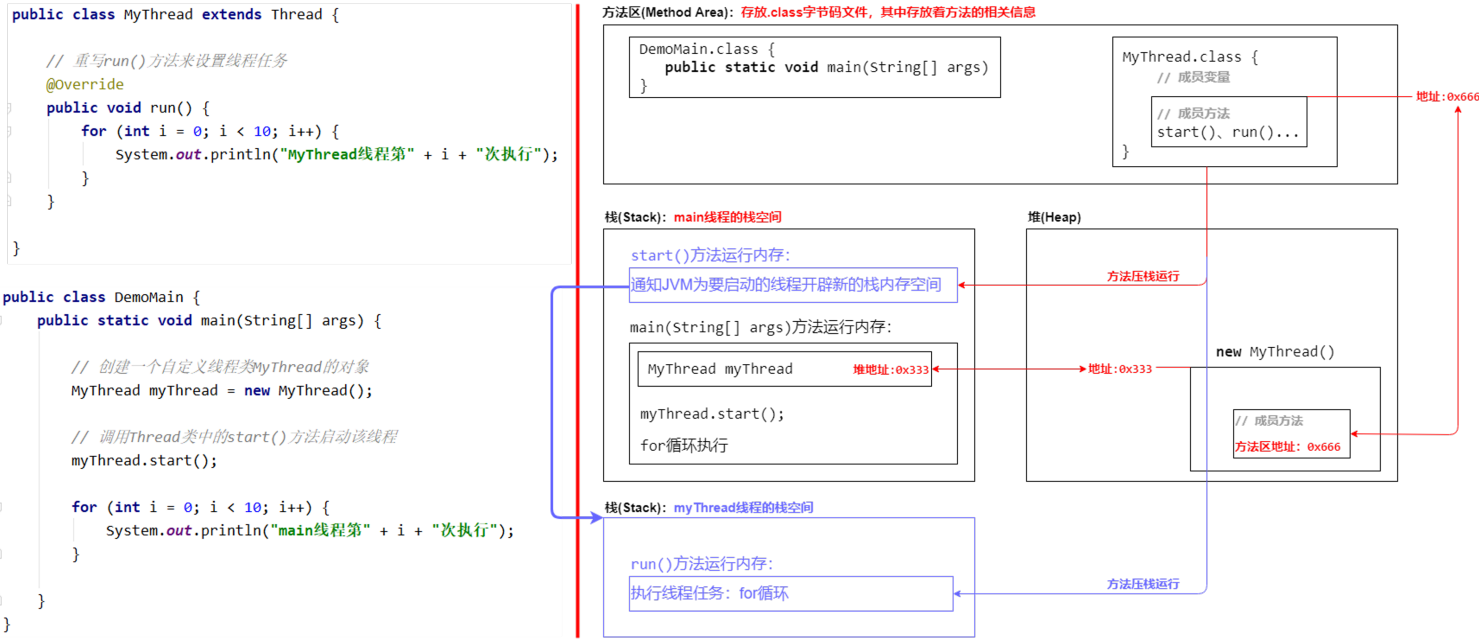 public class MyThread extends Thread {
// 重写run()方法来设置线程任务
@Override
public void run() {
for (int i = 0; i < 10; i++) {
System.out.println("MyThread线程第" + i + "次执行");
}
}
}
public class DemoMain {
public static void main(String[] args) {
// 创建一个自定义线程类MyThread的对象
MyThread myThread = new MyThread();
// 调用Thread类中的start()方法启动该线程
myThread.start();
for (int i = 0; i < 10; i++) {
System.out.println("main线程第" + i + "次执行");
}
}
}
方法区(Method Area)：存放.class字节码文件，其中存放着方法的相关信息
DemoMain.class {
public static void main(String[] args)
}
MyThread.class {
// 成员变量
// 成员方法
start()、run()...
}
地址:0x666
栈(Stack)：main线程的栈空间
start()方法运行内存：
通知JVM为要启动的线程开辟新的栈内存空间
方法压栈运行
main(String[] args)方法运行内存：
MyThread myThread 堆地址:0x333
myThread.start();
for循环执行
堆(Heap)
new MyThread()
地址:0x333
// 成员方法
方法区地址：0x666
栈(Stack)：myThread线程的栈空间
run()方法运行内存：
执行线程任务：for循环
方法压栈运行